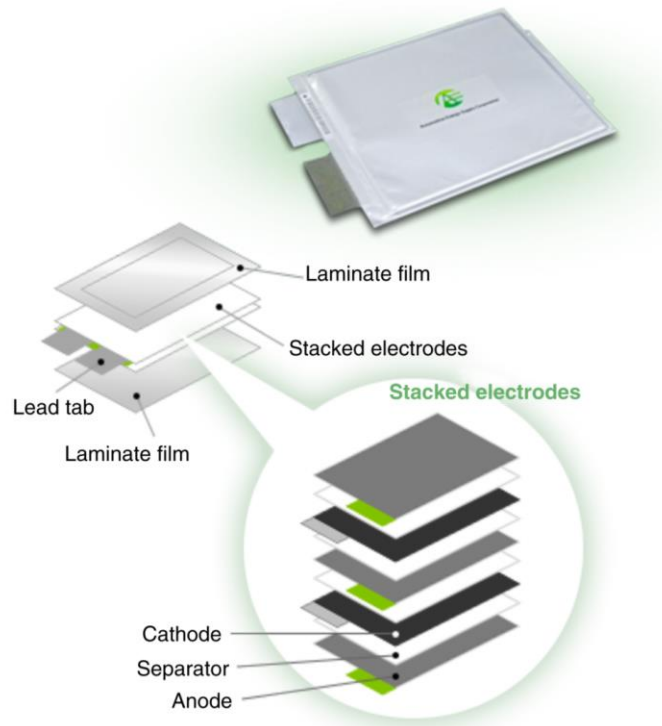 Laminate film
Stacked electrodes
Lead tab
Laminate film
Stacked electrodes
Cathode
Separator
Anode